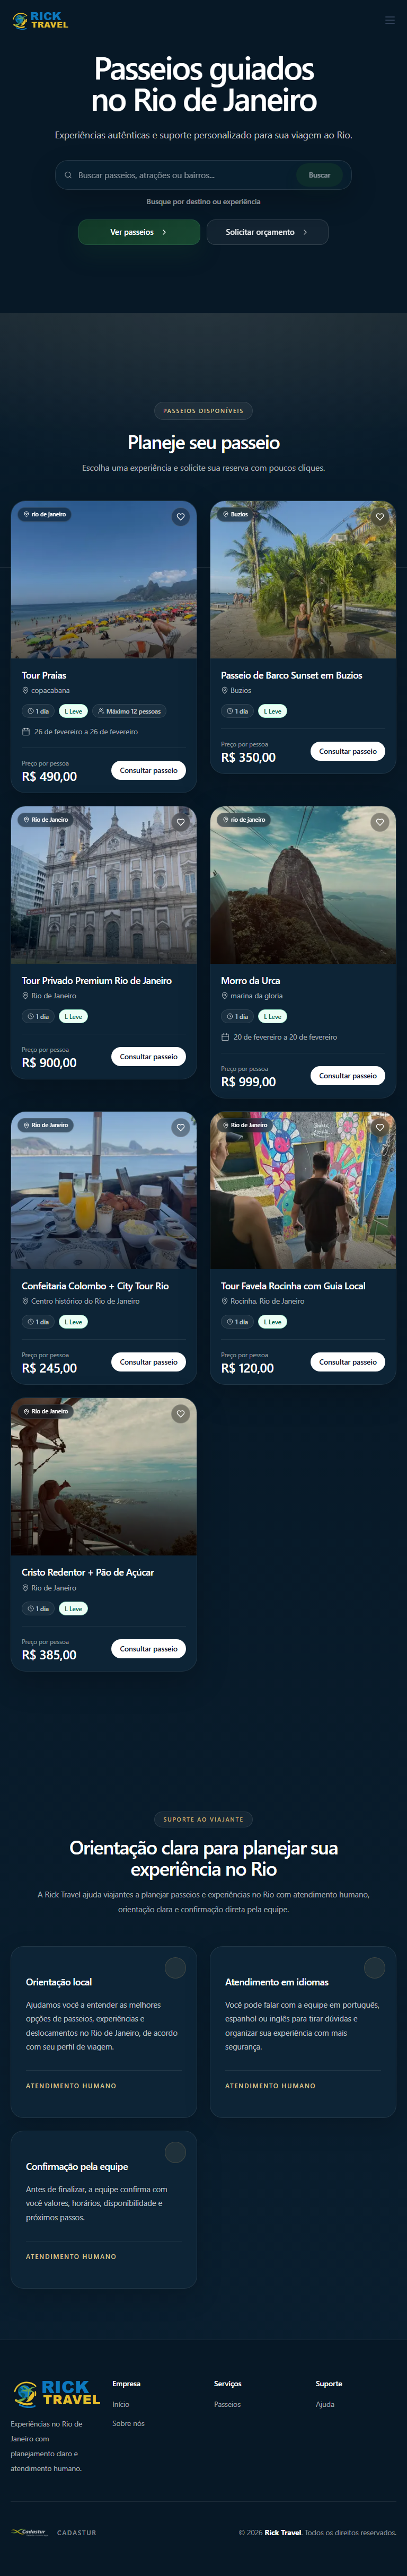 RICK
TRAVEL
Passeios guiados
no Rio de Janeiro
Experiências autênticas e suporte personalizado para sua viagem ao Rio.
Buscar passeios, atrações ou bairros...
Buscar
Busque por destino ou experiência
Ver passeios
Solicitar orçamento
PASSEIOS DISPONÍVEIS
Planeje seu passeio
Escolha uma experiência e solicite sua reserva com poucos cliques.
rio de janeiro
Tour Praias
copacabana
1 dia
L Leve
Máximo 12 pessoas
26 de fevereiro a 26 de fevereiro
Preço por pessoa
R$ 490,00
Consultar passeio
Buzios
Passeio de Barco Sunset em Buzios
Buzios
1 dia
L Leve
Preço por pessoa
R$ 350,00
Consultar passeio
Rio de Janeiro
Tour Privado Premium Rio de Janeiro
Rio de Janeiro
1 dia
L Leve
Preço por pessoa
R$ 900,00
Consultar passeio
rio de janeiro
Morro da Urca
marina da gloria
1 dia
L Leve
20 de fevereiro a 20 de fevereiro
Preço por pessoa
R$ 999,00
Consultar passeio
Rio de Janeiro
Confeitaria Colombo + City Tour Rio
Centro histórico do Rio de Janeiro
1 dia
L Leve
Preço por pessoa
R$ 245,00
Consultar passeio
Rio de Janeiro
Tour Favela Rocinha com Guia Local
Rocinha, Rio de Janeiro
1 dia
L Leve
Preço por pessoa
R$ 120,00
Consultar passeio
Rio de Janeiro
Cristo Redentor + Pão de Açúcar
Rio de Janeiro
1 dia
L Leve
Preço por pessoa
R$ 385,00
Consultar passeio
SUPORTE AO VIAJANTE
Orientação clara para planejar sua
experiência no Rio
A Rick Travel ajuda viajantes a planejar passeios e experiências no Rio com atendimento humano,
orientação clara e confirmação direta pela equipe.
Orientação local
Ajudamos você a entender as melhores
opções de passeios, experiências e
deslocamentos no Rio de Janeiro, de acordo
com seu perfil de viagem.
ATENDIMENTO HUMANO
Atendimento em idiomas
Você pode falar com a equipe em português,
espanhol ou inglês para tirar dúvidas e
organizar sua experiência com mais
segurança.
ATENDIMENTO HUMANO
Confirmação pela equipe
Antes de finalizar, a equipe confirma com
você valores, horários, disponibilidade e
próximos passos.
ATENDIMENTO HUMANO
RICK
TRAVEL
Experiências no Rio de
Janeiro com
planejamento claro e
atendimento humano.
Empresa
Início
Sobre nós
Serviços
Passeios
Suporte
Ajuda
Cadastur
CADASTUR
© 2026 Rick Travel. Todos os direitos reservados.